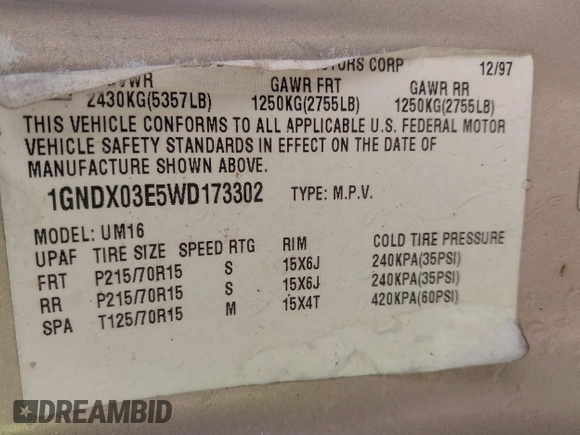 TORS CORP 12/97
GVWR GAWR FRT GAWR RR
2430KG(5357LB) 1250KG(2755LB) 1250KG(2755LB)
THIS VEHICLE CONFORMS TO ALL APPLICABLE U.S. FEDERAL MOTOR
VEHICLE SAFETY STANDARDS IN EFFECT ON THE DATE OF
MANUFACTURE SHOWN ABOVE.
1GNDX03E5WD173302 TYPE: M.P.V.
MODEL: UM16
UPAF TIRE SIZE SPEED RTG RIM COLD TIRE PRESSURE
FRT P215/70R15 S 15X6J 240KPA(35PSI)
RR P215/70R15 S 15X6J 240KPA(35PSI)
SPA T125/70R15 M 15X4T 420KPA(60PSI)
DREAMBID